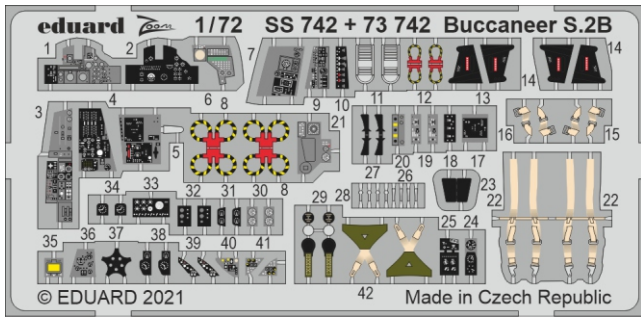 eduard Zoom 1/72 SS 742 + 73 742 Buccaneer S.2B
1 2 7 14 14
3 4 6 8 9 10 11 12 13
5 21 20 19 18 17 16 15
34 33 32 31 30 8 27 28 26 23 22 22
29
35 36 37 38 39 40 41 25 24
42
© EDUARD 2021 Made in Czech Republic